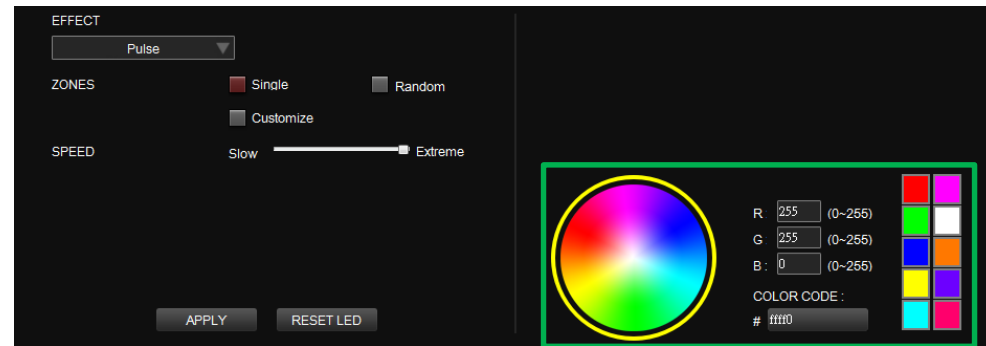 EFFECT
Pulse
ZONES Single Random
Customize
SPEED Slow Extreme
APPLY RESET LED
R 255 (0~255)
G 255 (0~255)
B : 0 (0~255)
COLOR CODE :
# ffff0